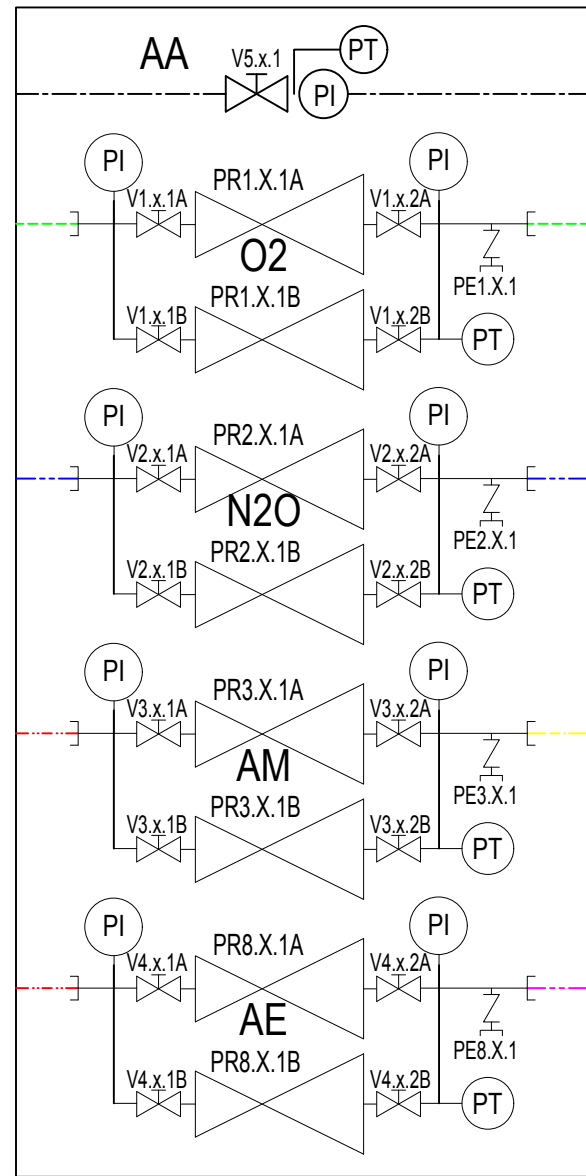 AA
V5.x.1
PT
PI
PI
PI
PR1.X.1A
V1.x.1A
V1.x.2A
O2
PE1.X.1
PR1.X.1B
V1.x.1B
V1.x.2B
PT
PI
PI
PR2.X.1A
V2.x.1A
V2.x.2A
N2O
PE2.X.1
PR2.X.1B
V2.x.1B
V2.x.2B
PT
PI
PI
PR3.X.1A
V3.x.1A
V3.x.2A
AM
PE3.X.1
PR3.X.1B
V3.x.1B
V3.x.2B
PT
PI
PI
PR8.X.1A
V4.x.1A
V4.x.2A
AE
PE8.X.1
PR8.X.1B
V4.x.1B
V4.x.2B
PT